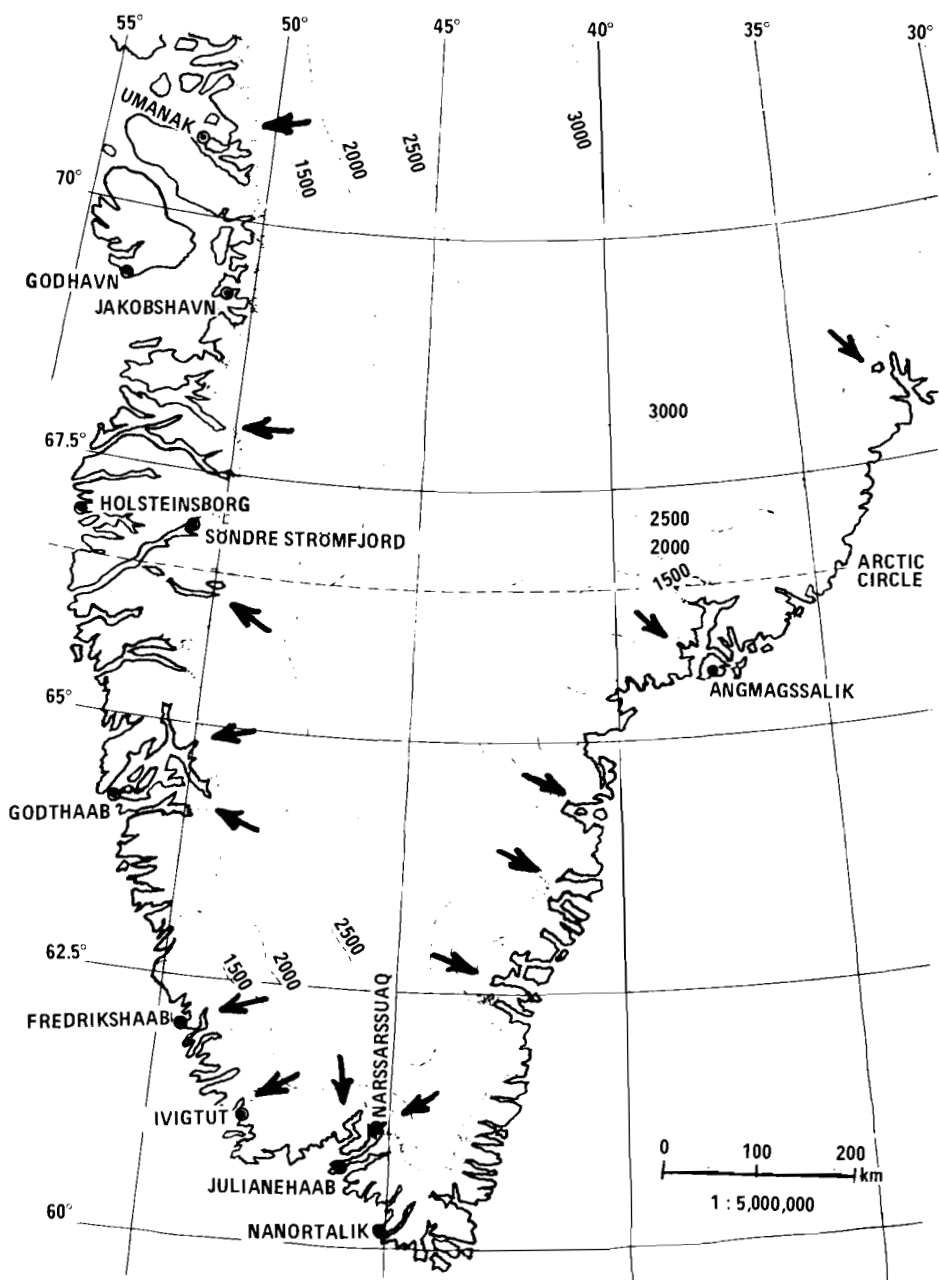 55°
50°
45°
40°
35°
30°
UMANAK
1500
2000
2500
3000
70°
GODHAVN
JAKOBSHAVN
3000
67.5°
HOLSTEINSBORG
SÖNDRE STRÖMFJORD
2500
2000
1500
ARCTIC
CIRCLE
ANGMAGSSALIK
65°
GODTHAAB
62.5°
1500
2000
2500
NARSSARSSUAQ
FREDRIKSHAAB
IVIGTUT
JULIANEHAAB
0 100 200
km
1 : 5,000,000
60°
NANORTALIK